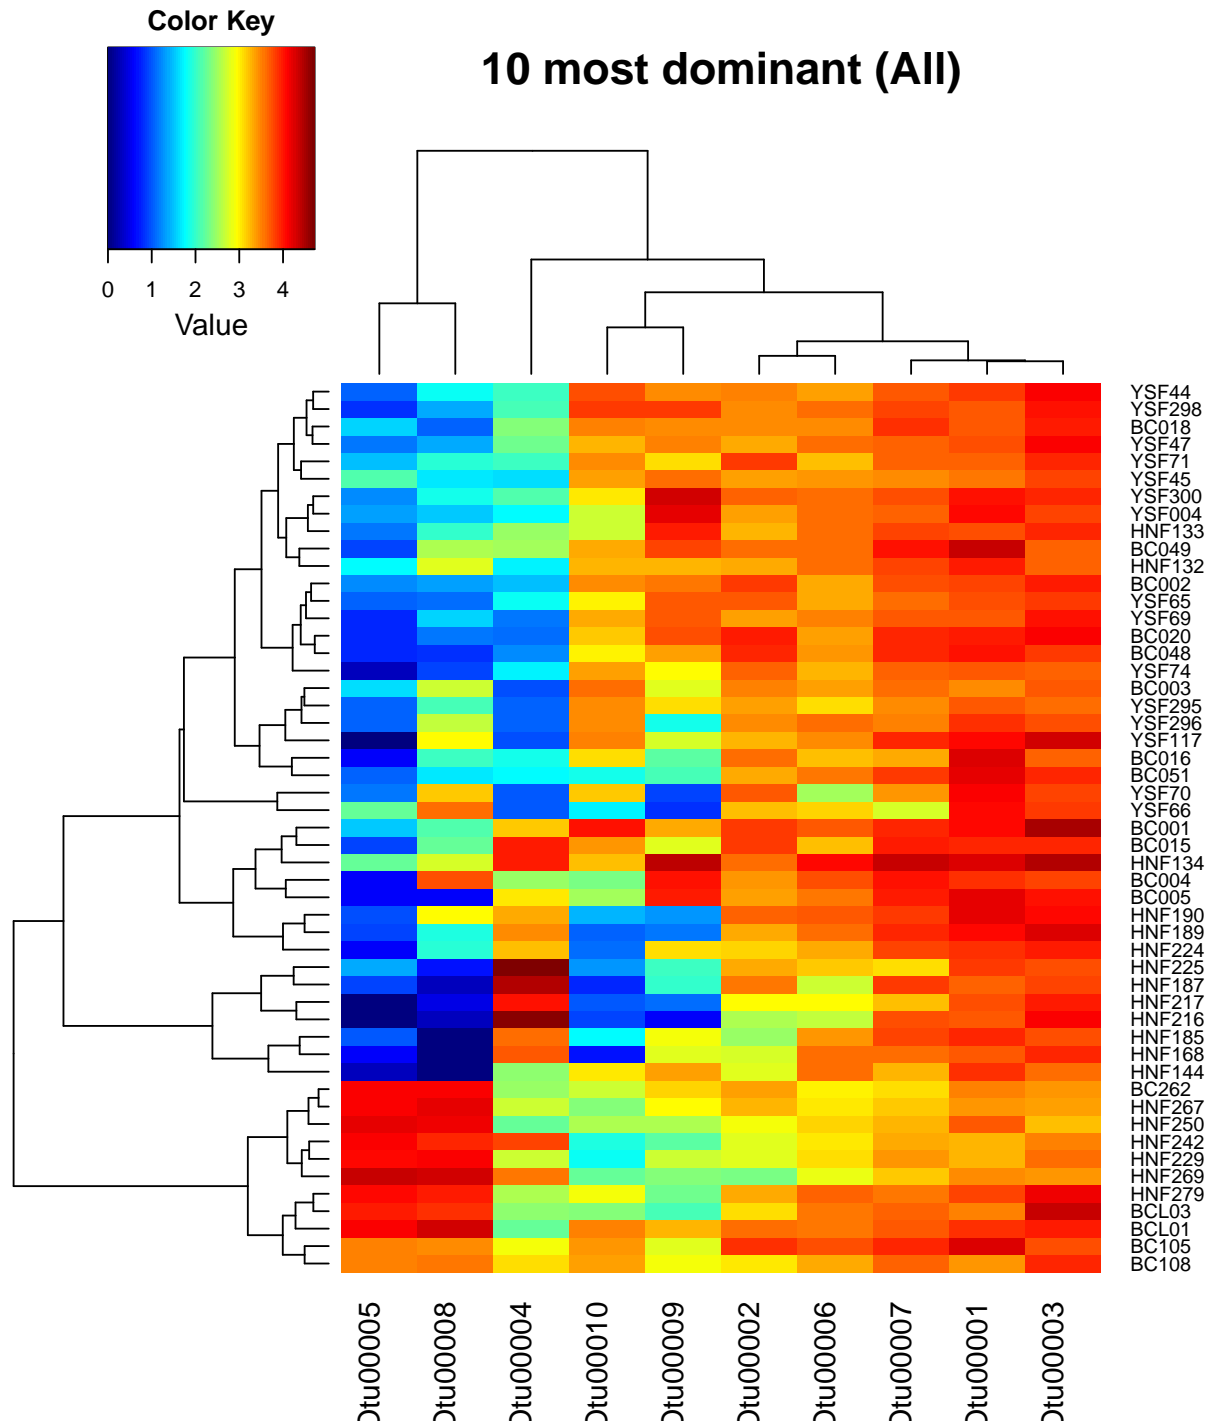 Color Key
0 1 2 3 4
Value
10 most dominant (All)
YSF44
YSF298
BC018
YSF47
YSF71
YSF45
YSF300
YSF004
HNF133
BC049
HNF132
BC002
YSF65
YSF69
BC020
BC048
YSF74
BC003
YSF295
YSF296
YSF117
BC016
BC051
YSF70
YSF66
BC001
BC015
HNF134
BC004
BC005
HNF190
HNF189
HNF224
HNF225
HNF187
HNF217
HNF216
HNF185
HNF168
HNF144
BC262
HNF267
HNF250
HNF242
HNF229
HNF269
HNF279
BCL03
BCL01
BC105
BC108
Otu00005
Otu00008
Otu00004
Otu00010
Otu00009
Otu00002
Otu00006
Otu00007
Otu00001
Otu00003